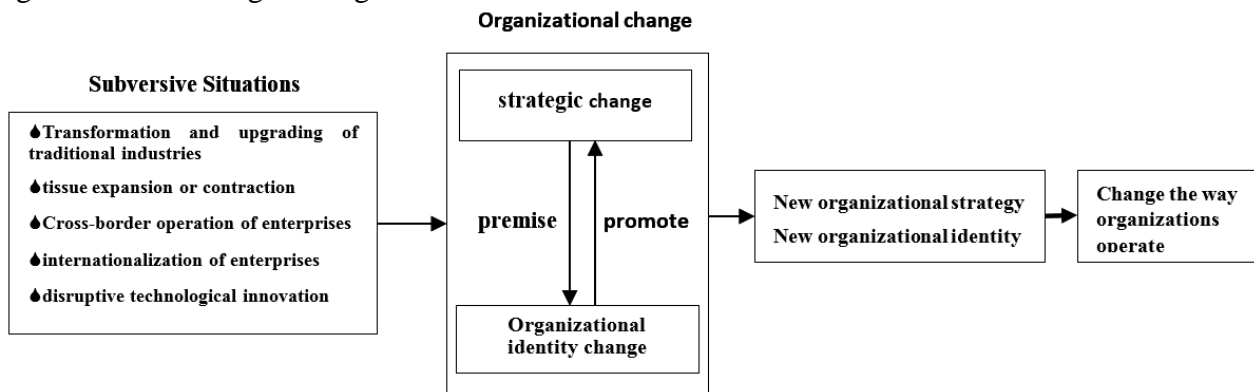 Organizational change
Subversive Situations
Transformation and upgrading of
traditional industries
tissue expansion or contraction
Cross-border operation of enterprises
internationalization of enterprises
disruptive technological innovation
strategic change
premise
promote
Organizational
identity change
New organizational strategy
New organizational identity
Change the way
organizations
operate